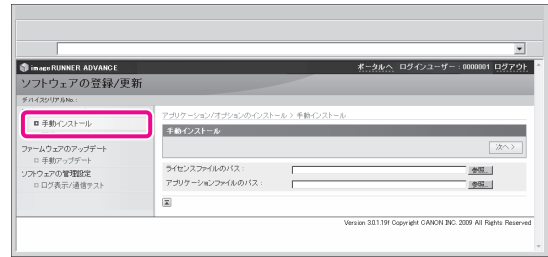 imageRUNNER ADVANCE
ポータルへ ログインユーザー : 0000001 ログアウト
ソフトウェアの登録/更新
デバイスシリアルNo. :
手動インストール
ファームウェアのアップデート
手動アップデート
ソフトウェアの管理設定
ログ表示/通信テスト
アプリケーション/オプションのインストール > 手動インストール
手動インストール
次へ >
ライセンスファイルのパス :
参照...
アプリケーションファイルのパス :
参照...
Version 3.0.1.19f Copyright CANON INC. 2009 All Rights Reserved